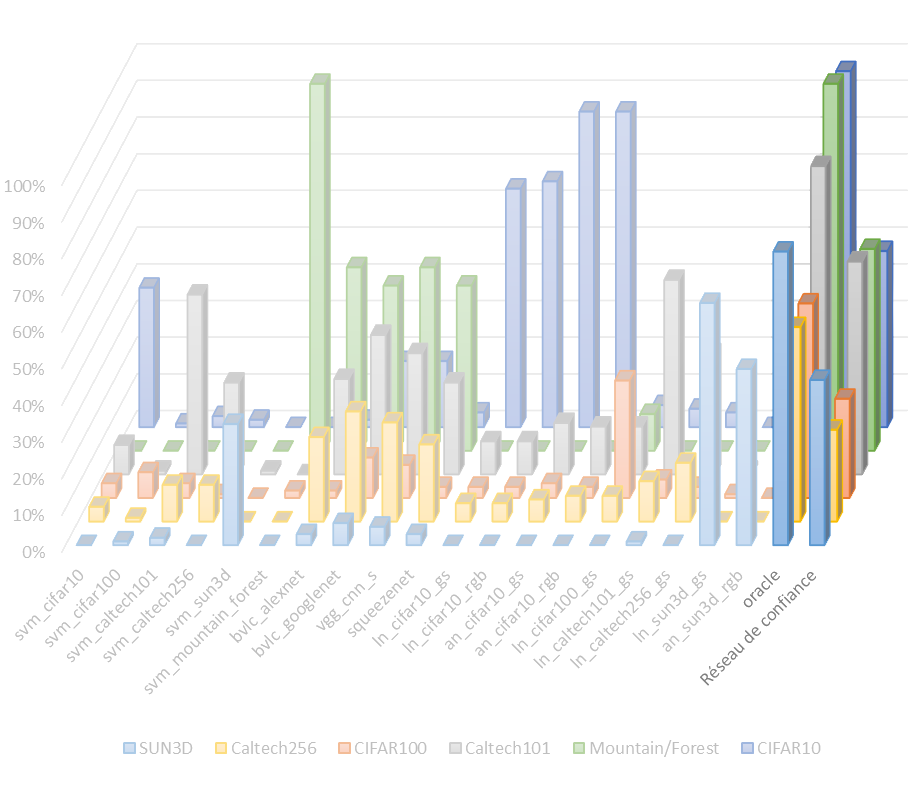 100%
90%
80%
70%
60%
50%
40%
30%
20%
10%
0%
svm_cifar10
svm_cifar100
svm_caltech101
svm_caltech256
svm_sun3d
svm_mountain_forest
bvlc_alexnet
bvlc_googlenet
vgg_cnn_s
squeezenet
ln_cifar10_gs
ln_cifar10_rgb
an_cifar10_gs
an_cifar10_rgb
ln_cifar100_gs
ln_caltech101_gs
ln_caltech256_gs
ln_sun3d_gs
an_sun3d_rgb
oracle
Réseau de confiance
SUN3D Caltech256 CIFAR100 Caltech101 Mountain/Forest CIFAR10